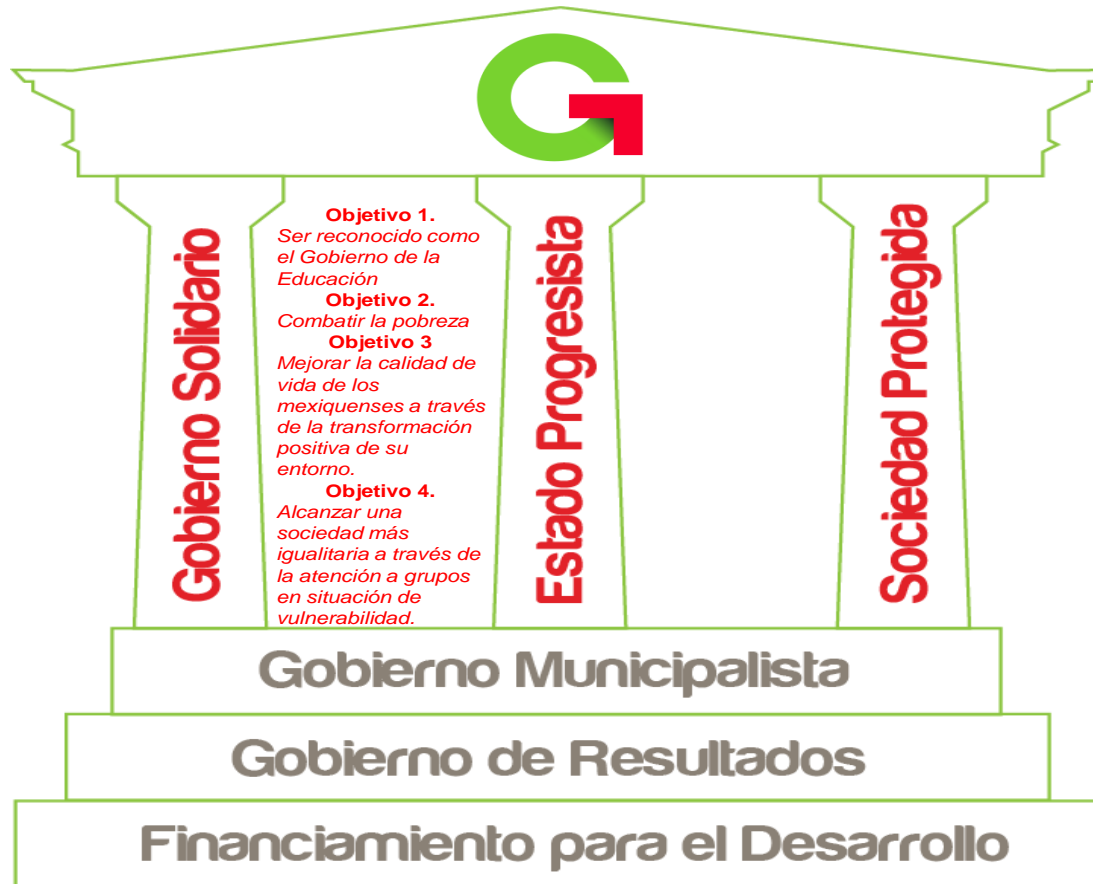 Gobierno Solidario
Objetivo 1.
Ser reconocido como
el Gobierno de la
Educación
Objetivo 2.
Combatir la pobreza
Objetivo 3
Mejorar la calidad de
vida de los
mexiquenses a través
de la transformación
positiva de su
entorno.
Objetivo 4.
Alcanzar una
sociedad más
igualitaria a través de
la atención a grupos
en situación de
vulnerabilidad.
Estado Progresista
Sociedad Protegida
Gobierno Municipalista
Gobierno de Resultados
Financiamiento para el Desarrollo